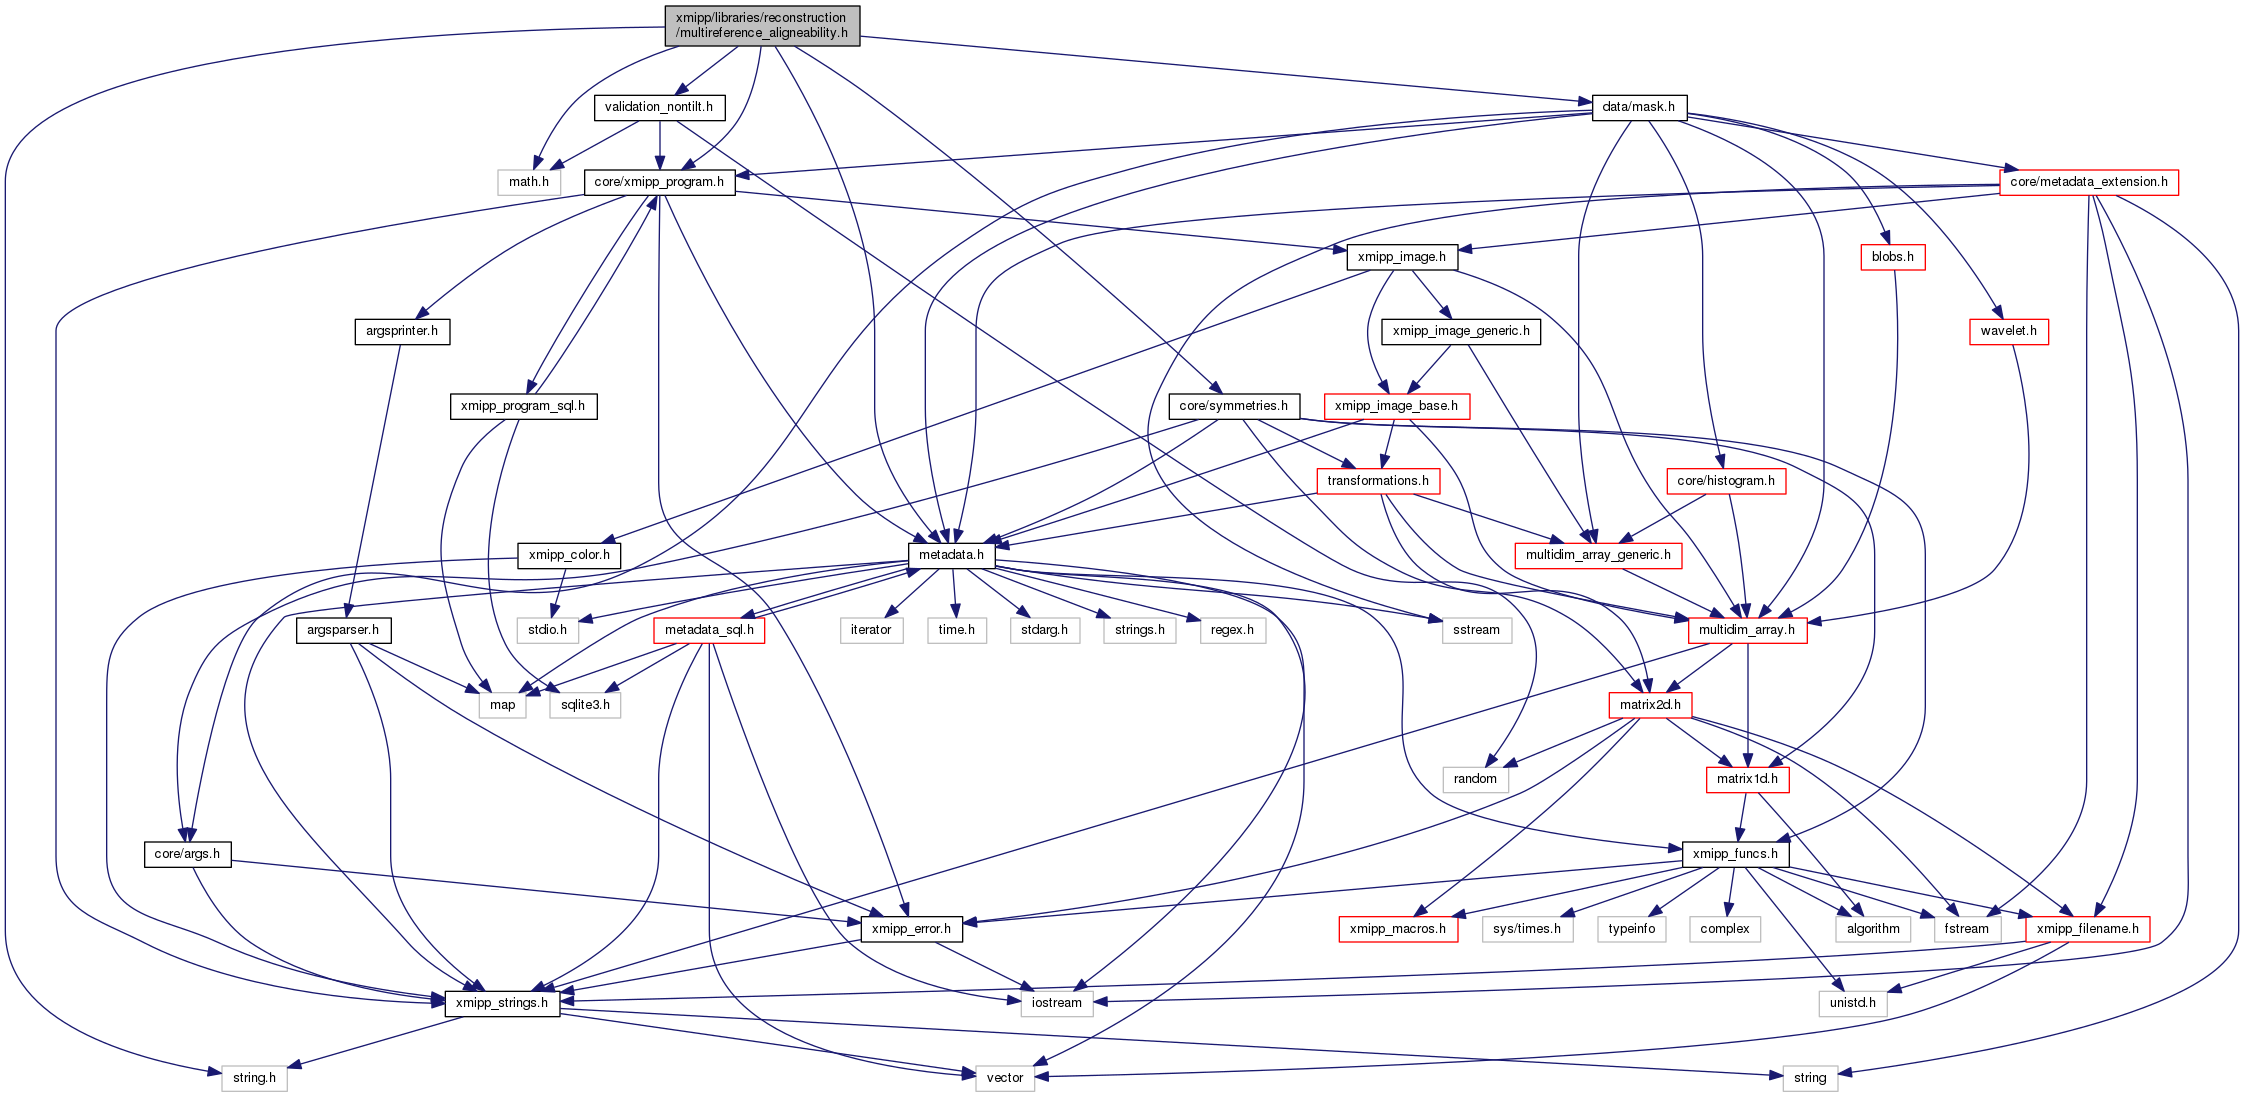 xmipp/libraries/reconstruction
/multireference_aligneability.h
validation_nontilt.h
data/mask.h
math.h
core/xmipp_program.h
core/metadata_extension.h
xmipp_image.h
blobs.h
argsprinter.h
xmipp_image_generic.h
wavelet.h
xmipp_program_sql.h
core/symmetries.h
xmipp_image_base.h
transformations.h
core/histogram.h
xmipp_color.h
metadata.h
multidim_array_generic.h
argsparser.h
stdio.h
metadata_sql.h
iterator
time.h
stdarg.h
strings.h
regex.h
sstream
multidim_array.h
map
sqlite3.h
matrix2d.h
random
matrix1d.h
core/args.h
xmipp_funcs.h
xmipp_error.h
xmipp_macros.h
sys/times.h
typeinfo
complex
algorithm
fstream
xmipp_filename.h
xmipp_strings.h
iostream
unistd.h
string.h
vector
string